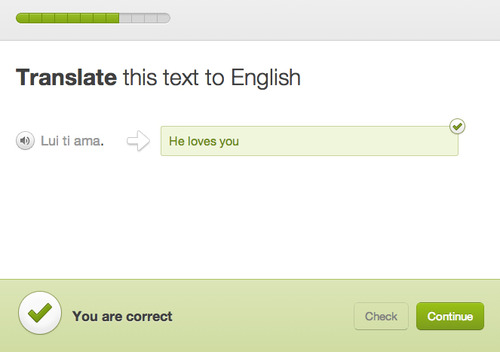 Translate this text to English
Lui ti ama.
He loves you
You are correct
Check
Continue